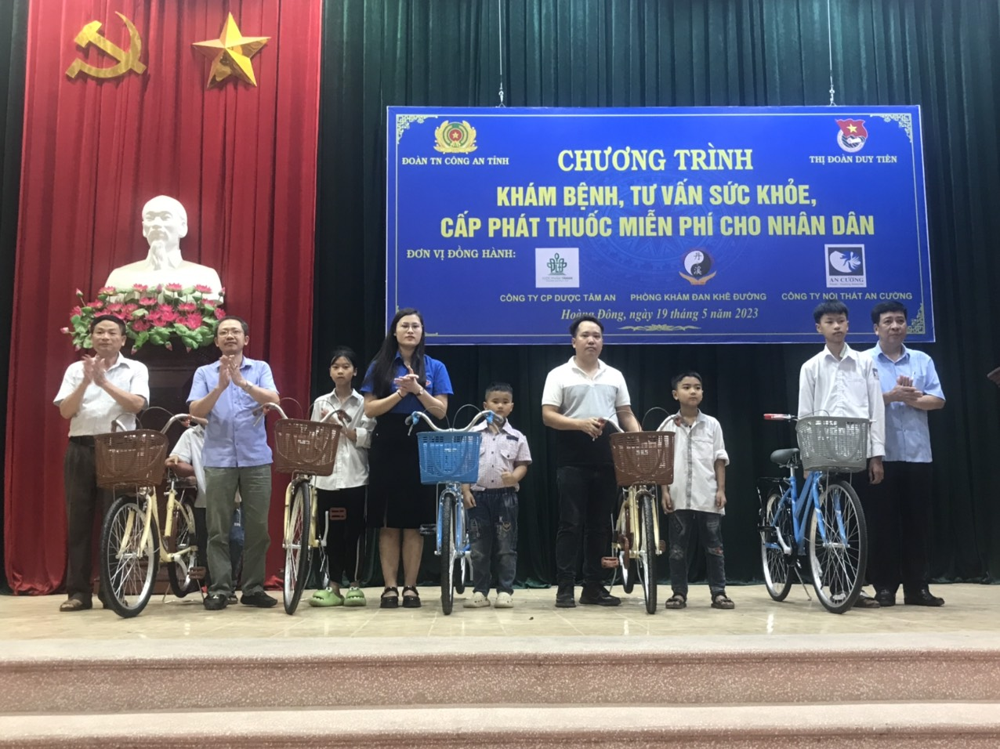 ĐOÀN TN CÔNG AN TỈNH
THỊ ĐOÀN DUY TIÊN
CHƯƠNG TRÌNH
KHÁM BỆNH, TƯ VẤN SỨC KHỎE,
CẤP PHÁT THUỐC MIỄN PHÍ CHO NHÂN DÂN
ĐƠN VỊ ĐỒNG HÀNH:
丹溪
AN CƯỜNG
CÔNG TY CP DƯỢC TÂM AN
PHÒNG KHÁM ĐAN KHÊ ĐƯỜNG
CÔNG TY NỘI THẤT AN CƯỜNG
Hoàng Đông, ngày 19 tháng 5 năm 2023